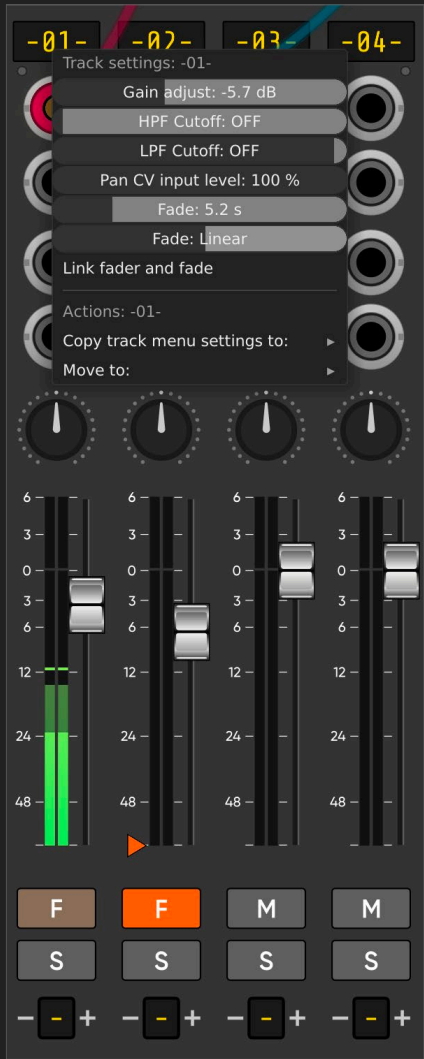 -01- -02- -03- -04-
Track settings: -01-
Gain adjust: -5.7 dB
HPF Cutoff: OFF
LPF Cutoff: OFF
Pan CV input level: 100 %
Fade: 5.2 s
Fade: Linear
Link fader and fade
Actions: -01-
Copy track menu settings to: ▸
Move to: ▸
6 6 6 6
3 3 3 3
0 0 0 0
3 3 3 3
6 6 6 6
12 12 12 12
24 24 24 24
48 48 48 48
F F M M
S S S S
− - + − - + − - + − - +